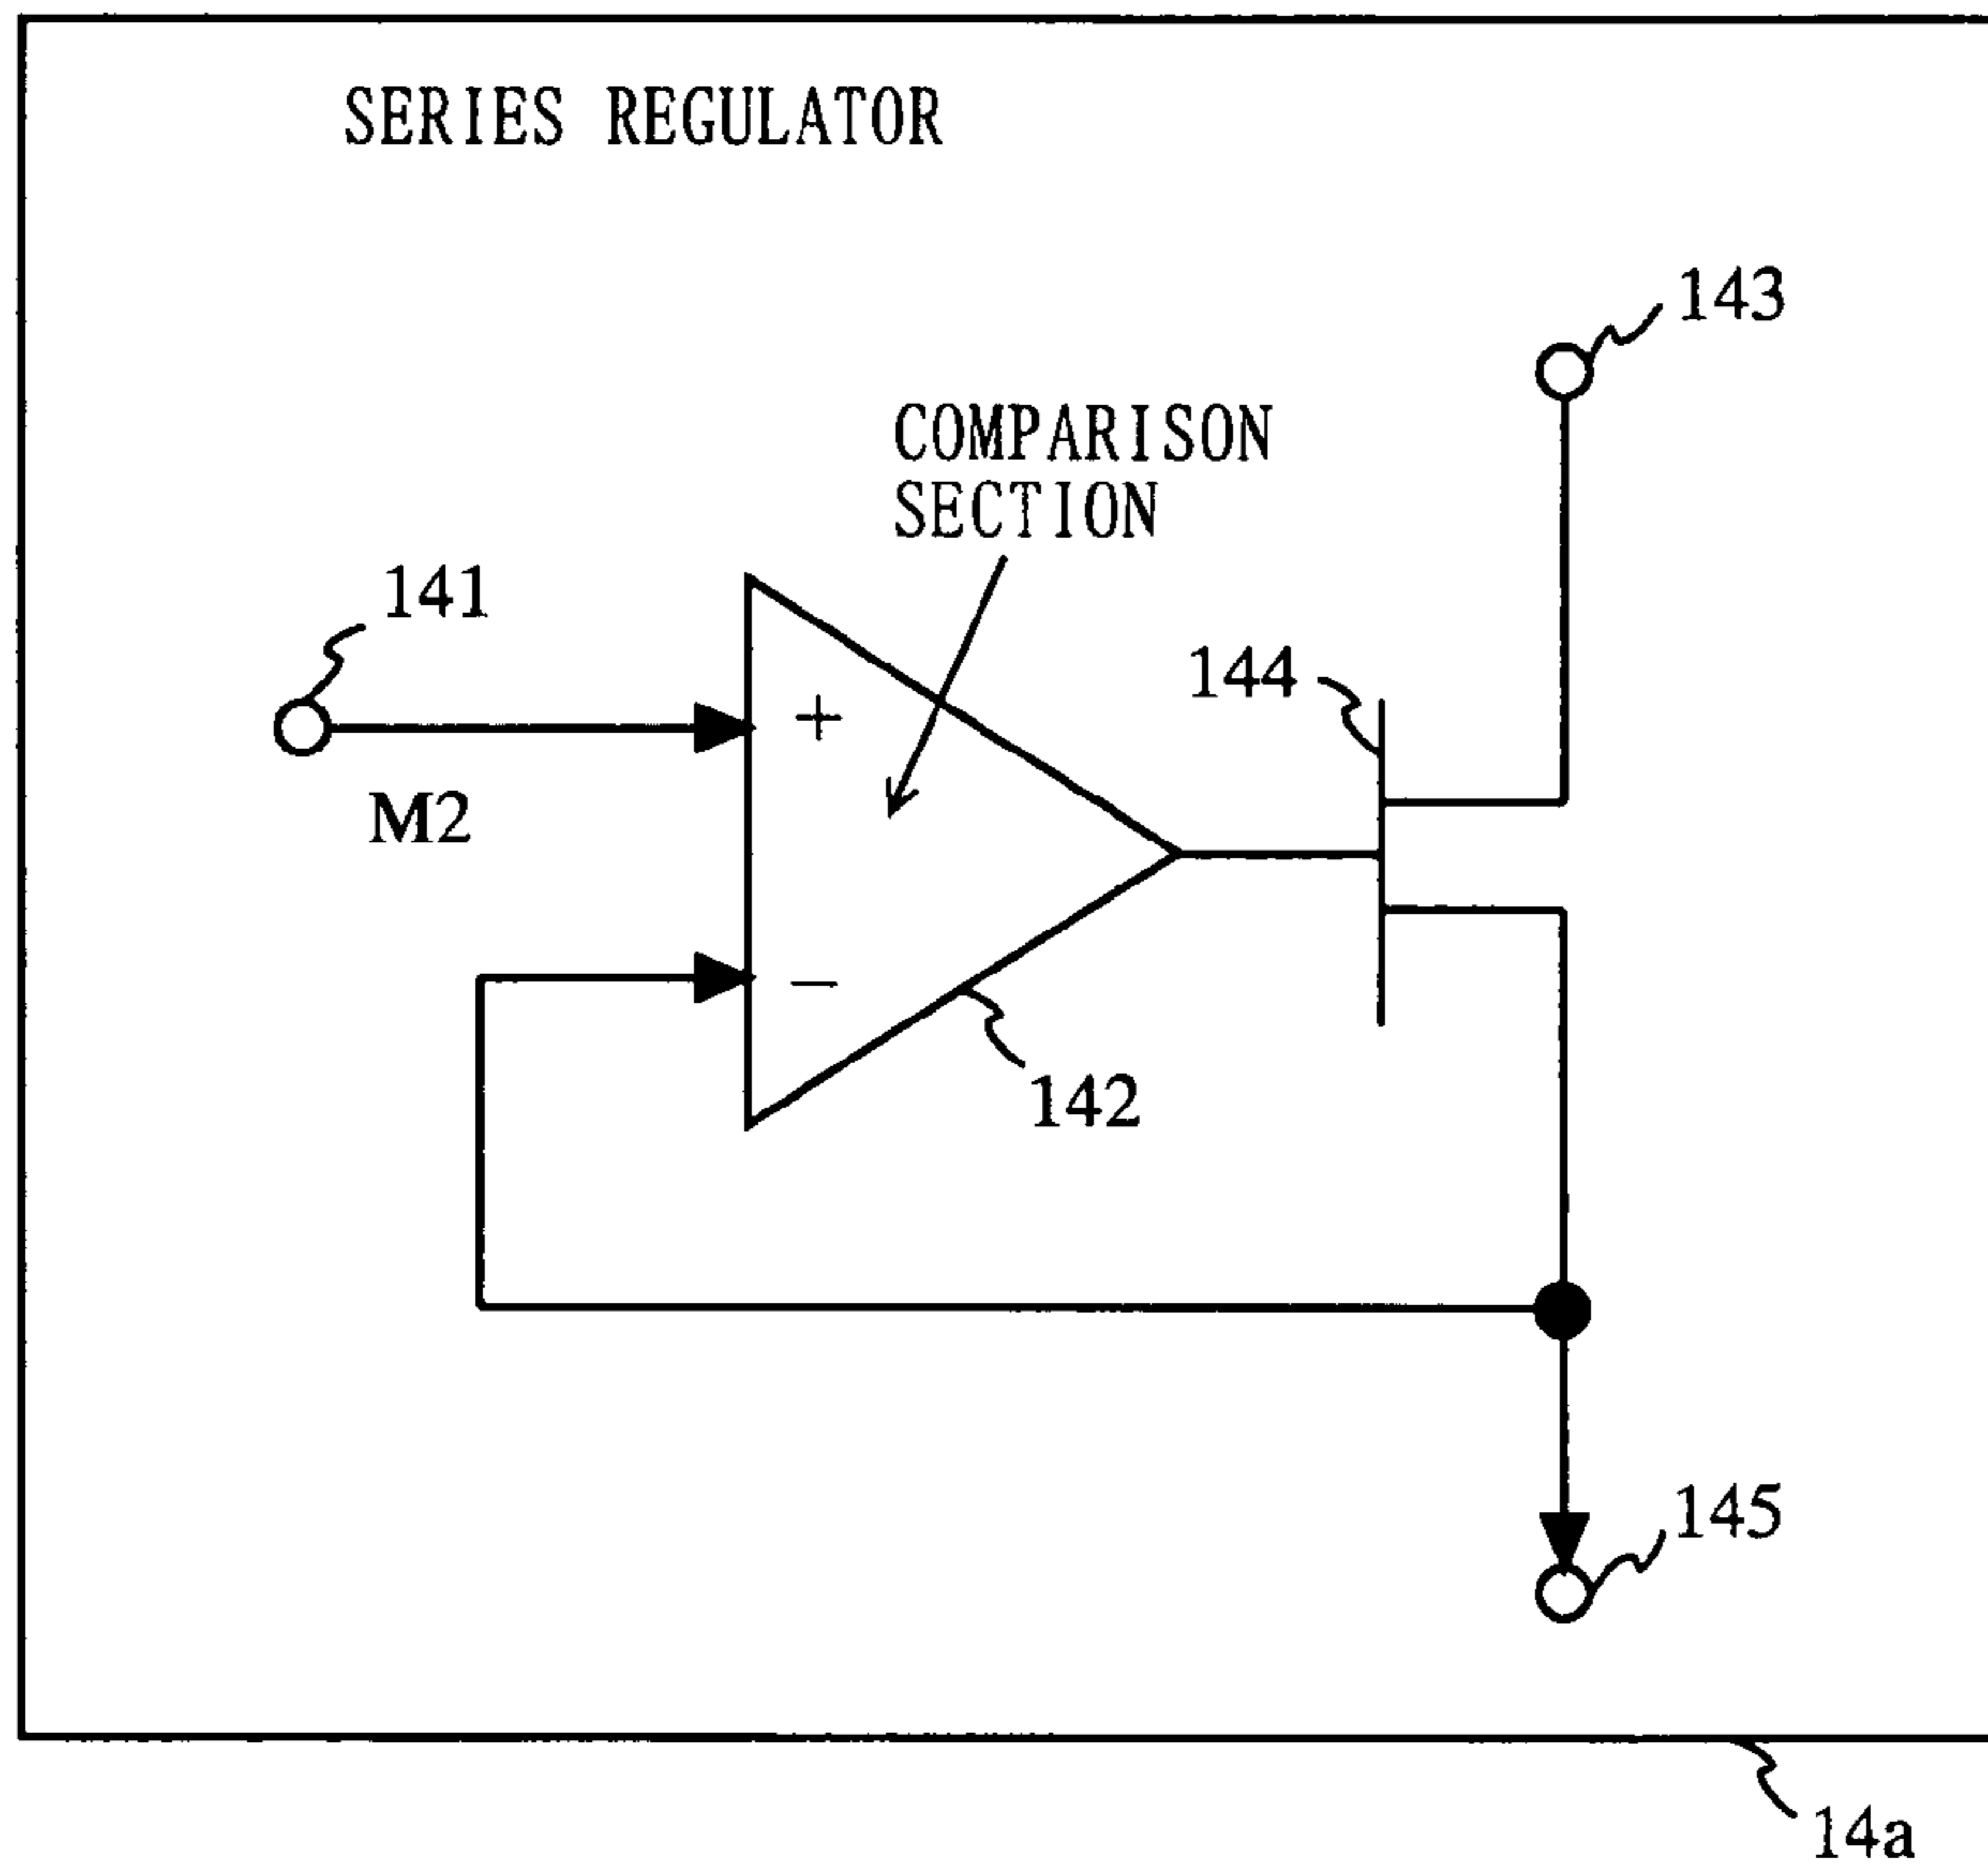 SERIES REGULATOR
143
COMPARISON
SECTION
141
144
+
M2
−
142
145
14a